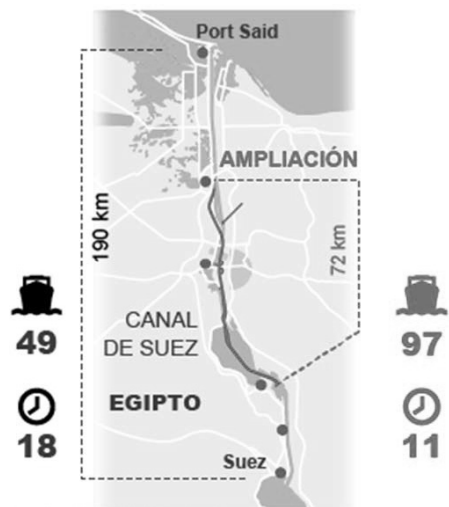 Port Said
AMPLIACIÓN
190 km
72 km
49
97
CANAL
DE SUEZ
EGIPTO
18
11
Suez